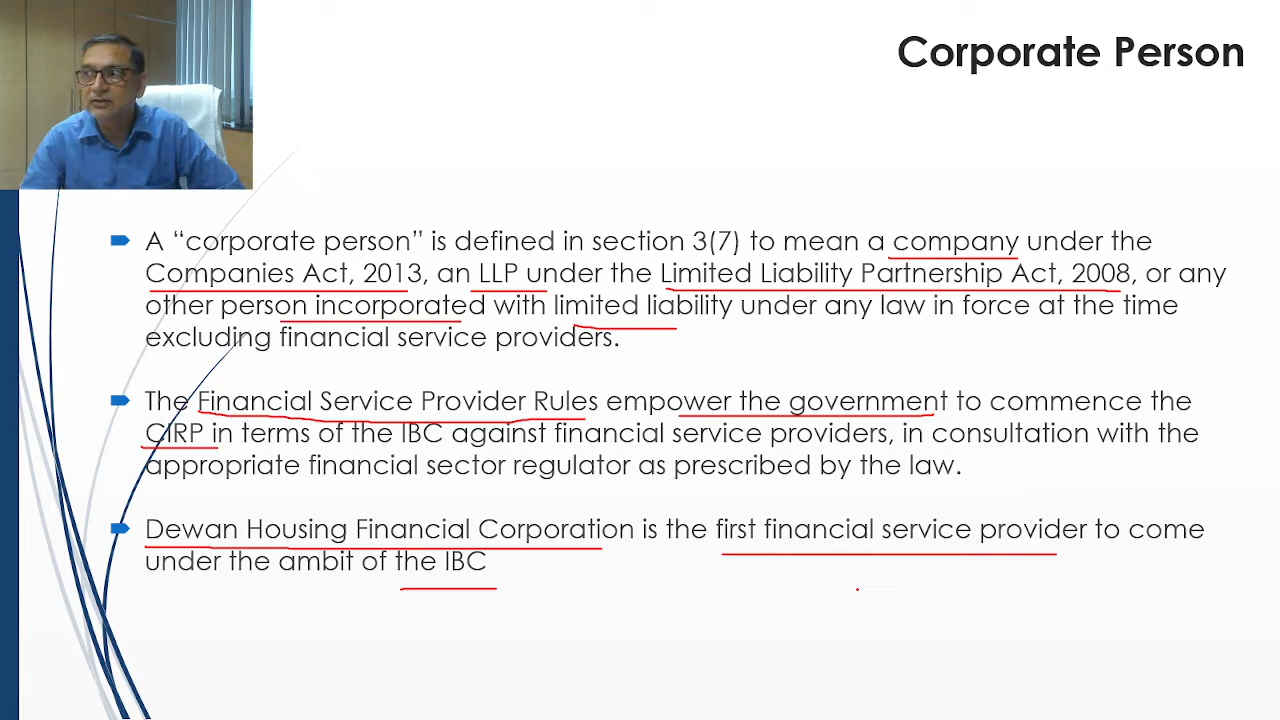 Corporate Person
A “corporate person” is defined in section 3(7) to mean a company under the
Companies Act, 2013, an LLP under the Limited Liability Partnership Act, 2008, or any
other person incorporated with limited liability under any law in force at the time
excluding financial service providers.
The Financial Service Provider Rules empower the government to commence the
CIRP in terms of the IBC against financial service providers, in consultation with the
appropriate financial sector regulator as prescribed by the law.
Dewan Housing Financial Corporation is the first financial service provider to come
under the ambit of the IBC